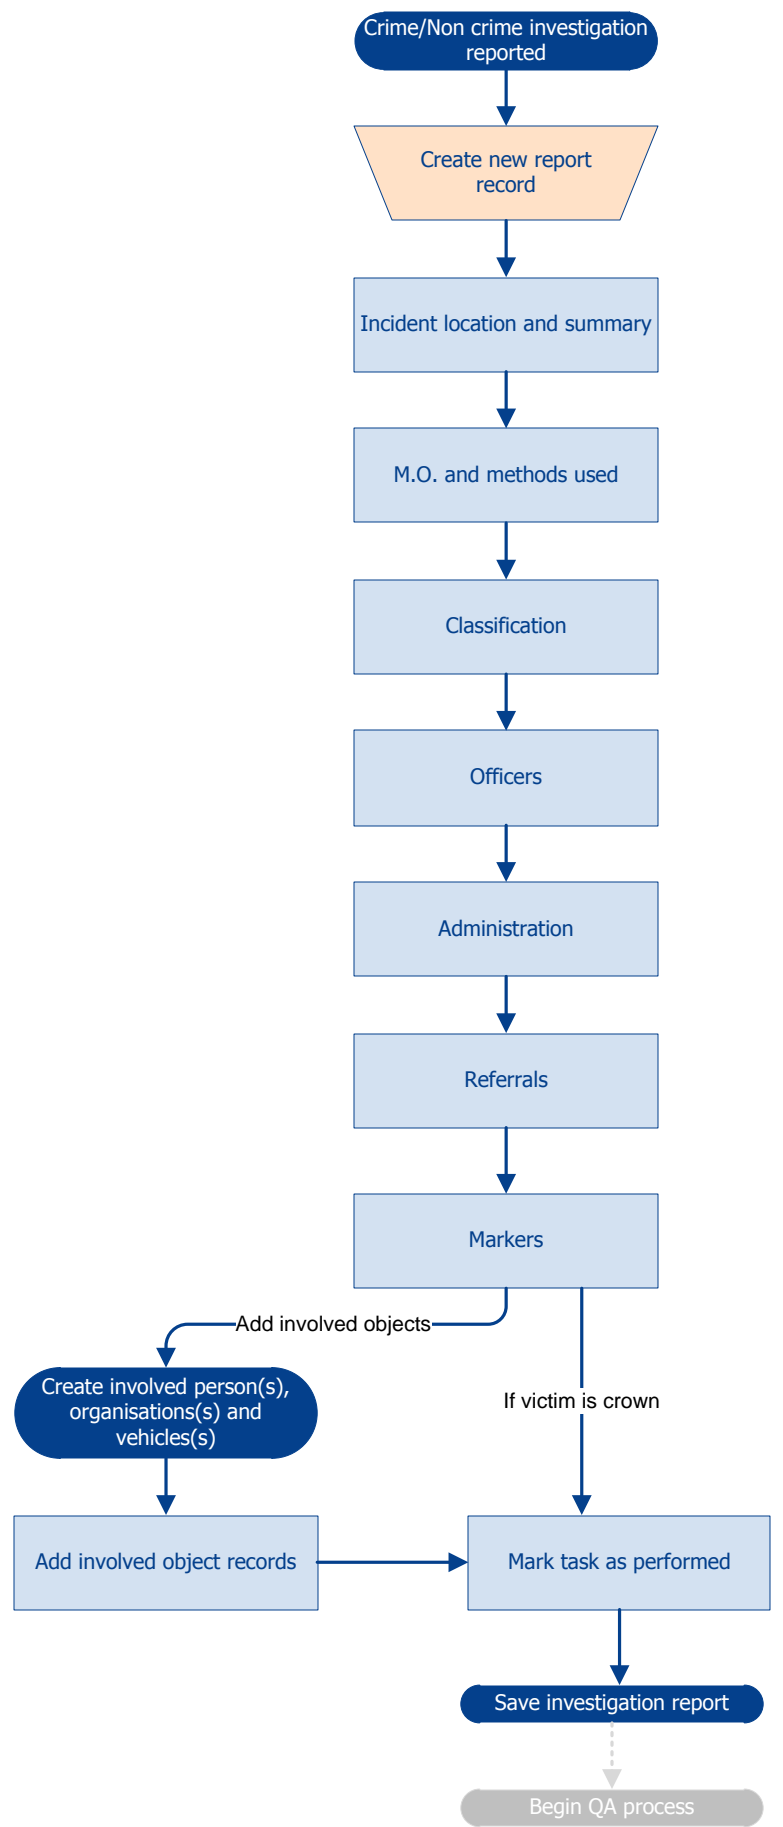 Crime/Non crime investigation
reported
Create new report
record
Incident location and summary
M.O. and methods used
Classification
Officers
Administration
Referrals
Markers
Add involved objects
Create involved person(s),
organisations(s) and
vehicles(s)
If victim is crown
Add involved object records
Mark task as performed
Save investigation report
Begin QA process